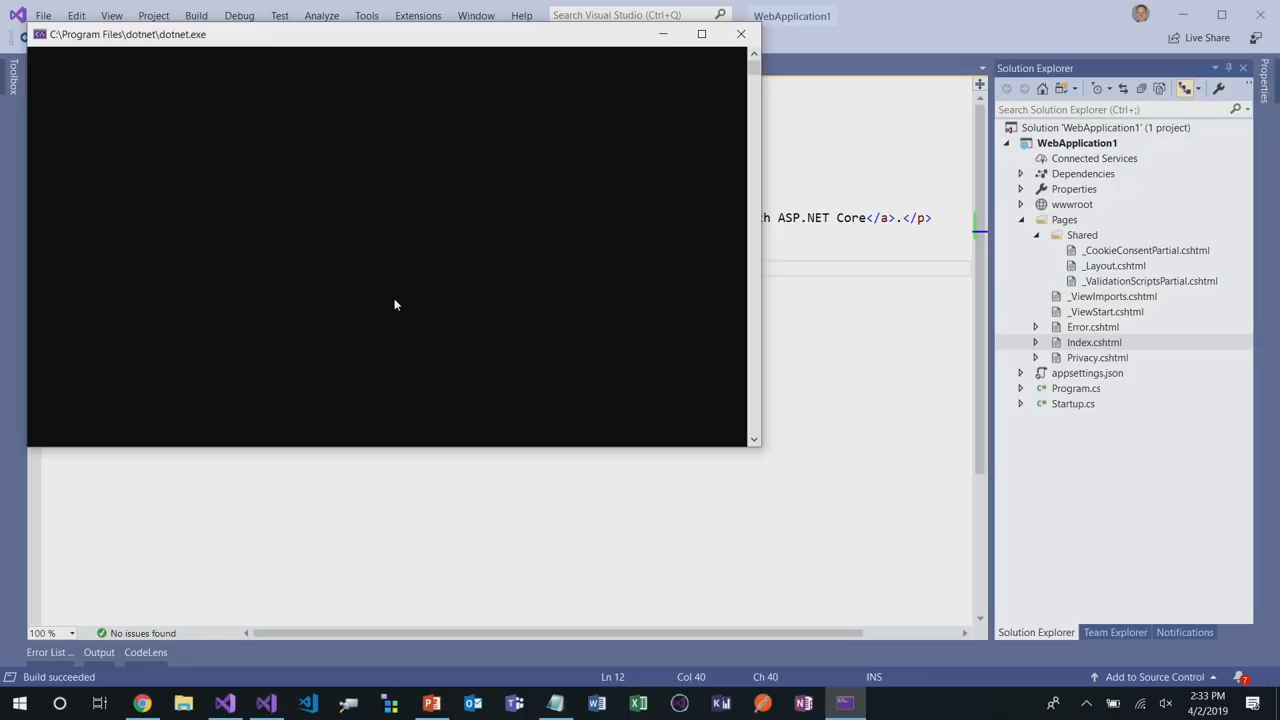 File Edit View Project Build Debug Test Analyze Tools Extensions Window Help Search Visual Studio (Ctrl+Q) WebApplication1
C:\Program Files\dotnet\dotnet.exe
Live Share
Toolbox
Solution Explorer
Properties
Search Solution Explorer (Ctrl+;)
Solution 'WebApplication1' (1 project)
WebApplication1
Connected Services
Dependencies
Properties
wwwroot
Pages
h ASP.NET Core</a>.</p>
Shared
_CookieConsentPartial.cshtml
_Layout.cshtml
_ValidationScriptsPartial.cshtml
_ViewImports.cshtml
_ViewStart.cshtml
Error.cshtml
Index.cshtml
Privacy.cshtml
appsettings.json
Program.cs
Startup.cs
100 % No issues found
Solution Explorer Team Explorer Notifications
Error List ... Output CodeLens
Build succeeded Ln 12 Col 40 Ch 40 INS Add to Source Control 7
2:33 PM
4/2/2019